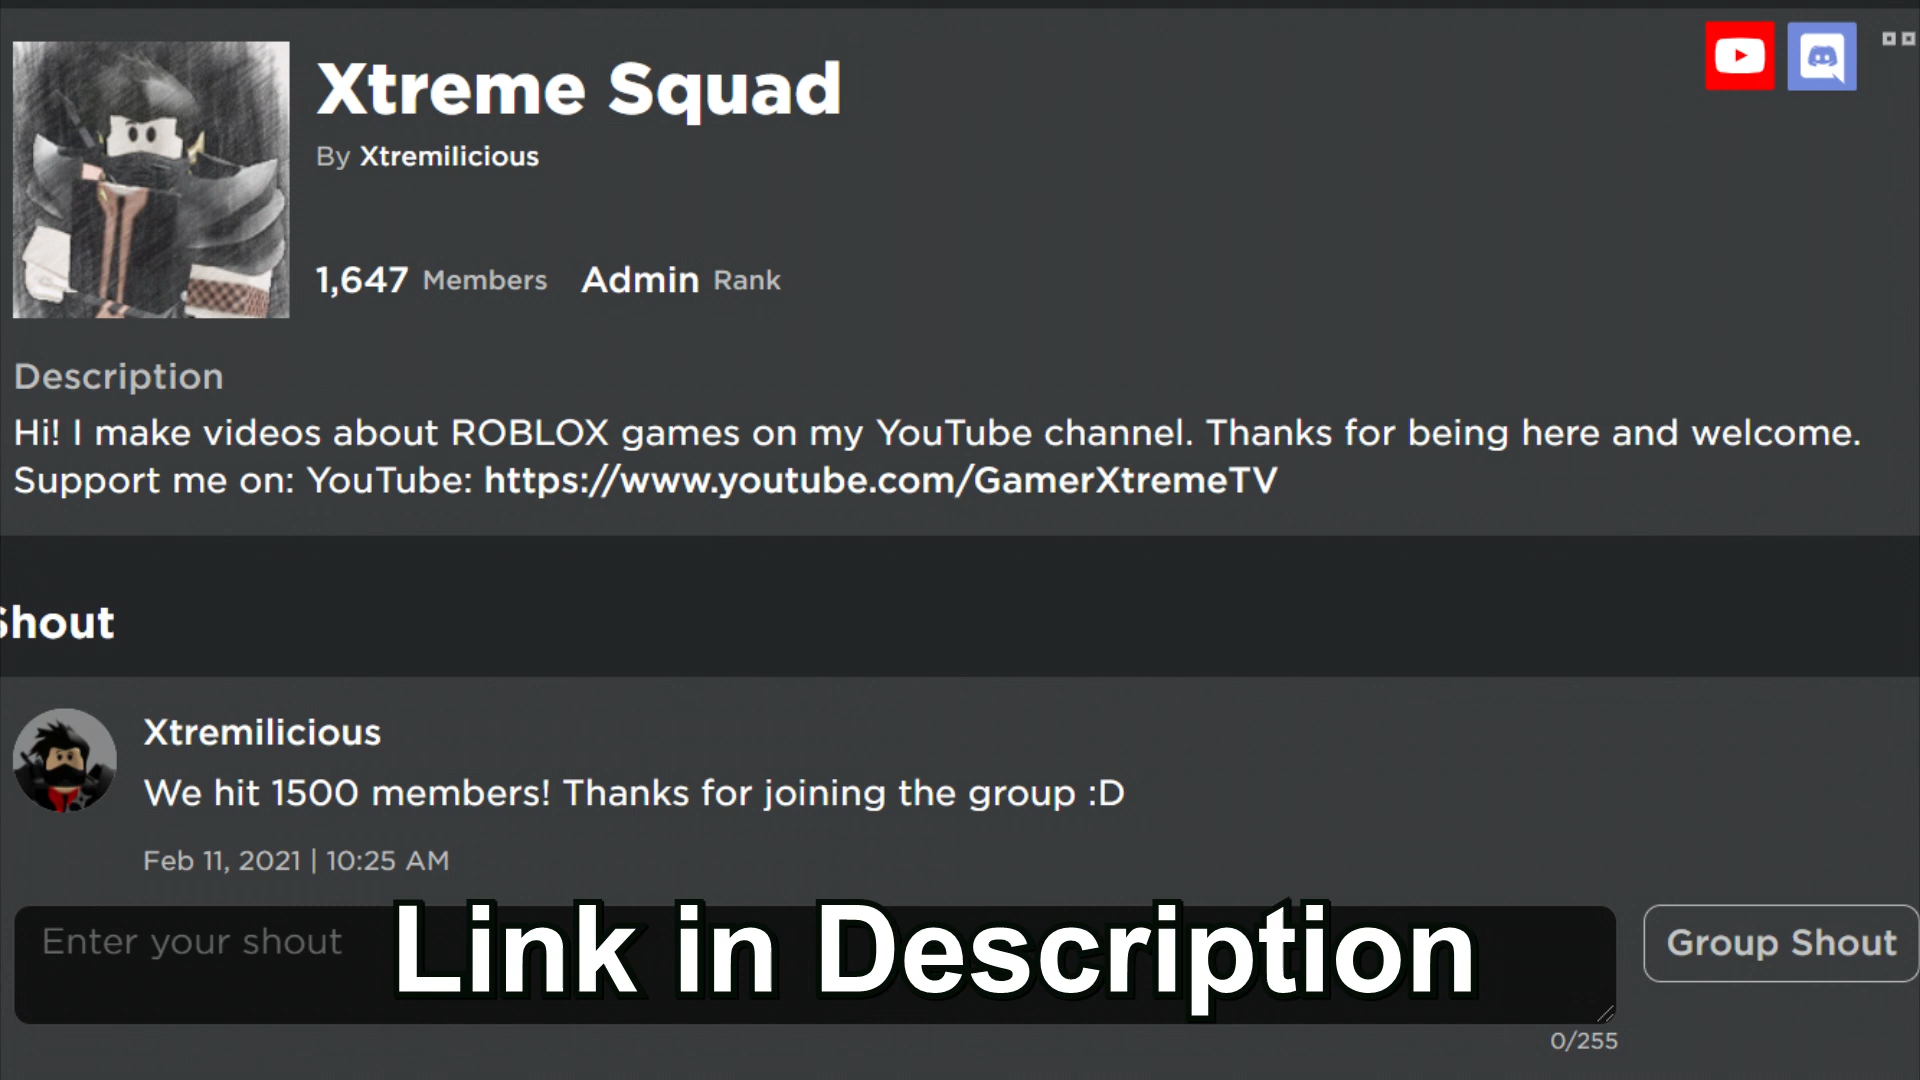 Xtreme Squad
By Xtremilicious
1,647 Members Admin Rank
Description
Hi! I make videos about ROBLOX games on my YouTube channel. Thanks for being here and welcome.
Support me on: YouTube: https://www.youtube.com/GamerXtremeTV
Shout
Xtremilicious
We hit 1500 members! Thanks for joining the group :D
Feb 11, 2021 | 10:25 AM
Enter your shout
Group Shout
Link in Description
0/255